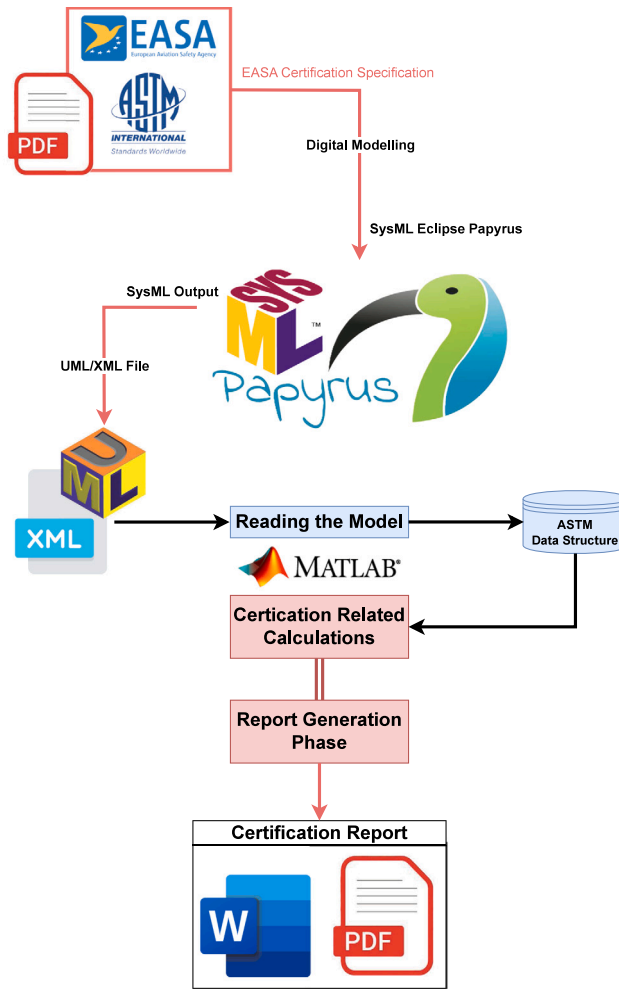 EASA
European Aviation Safety Agency
EASA Certification Specification
ASTM
INTERNATIONAL
Standards Worldwide
PDF
Digital Modelling
SysML Eclipse Papyrus
SysML Output
SYS
ML™
Papyrus
UML/XML File
UML
XML
Reading the Model
ASTM
Data Structure
MATLAB®
Certication Related
Calculations
Report Generation
Phase
Certification Report
W
PDF